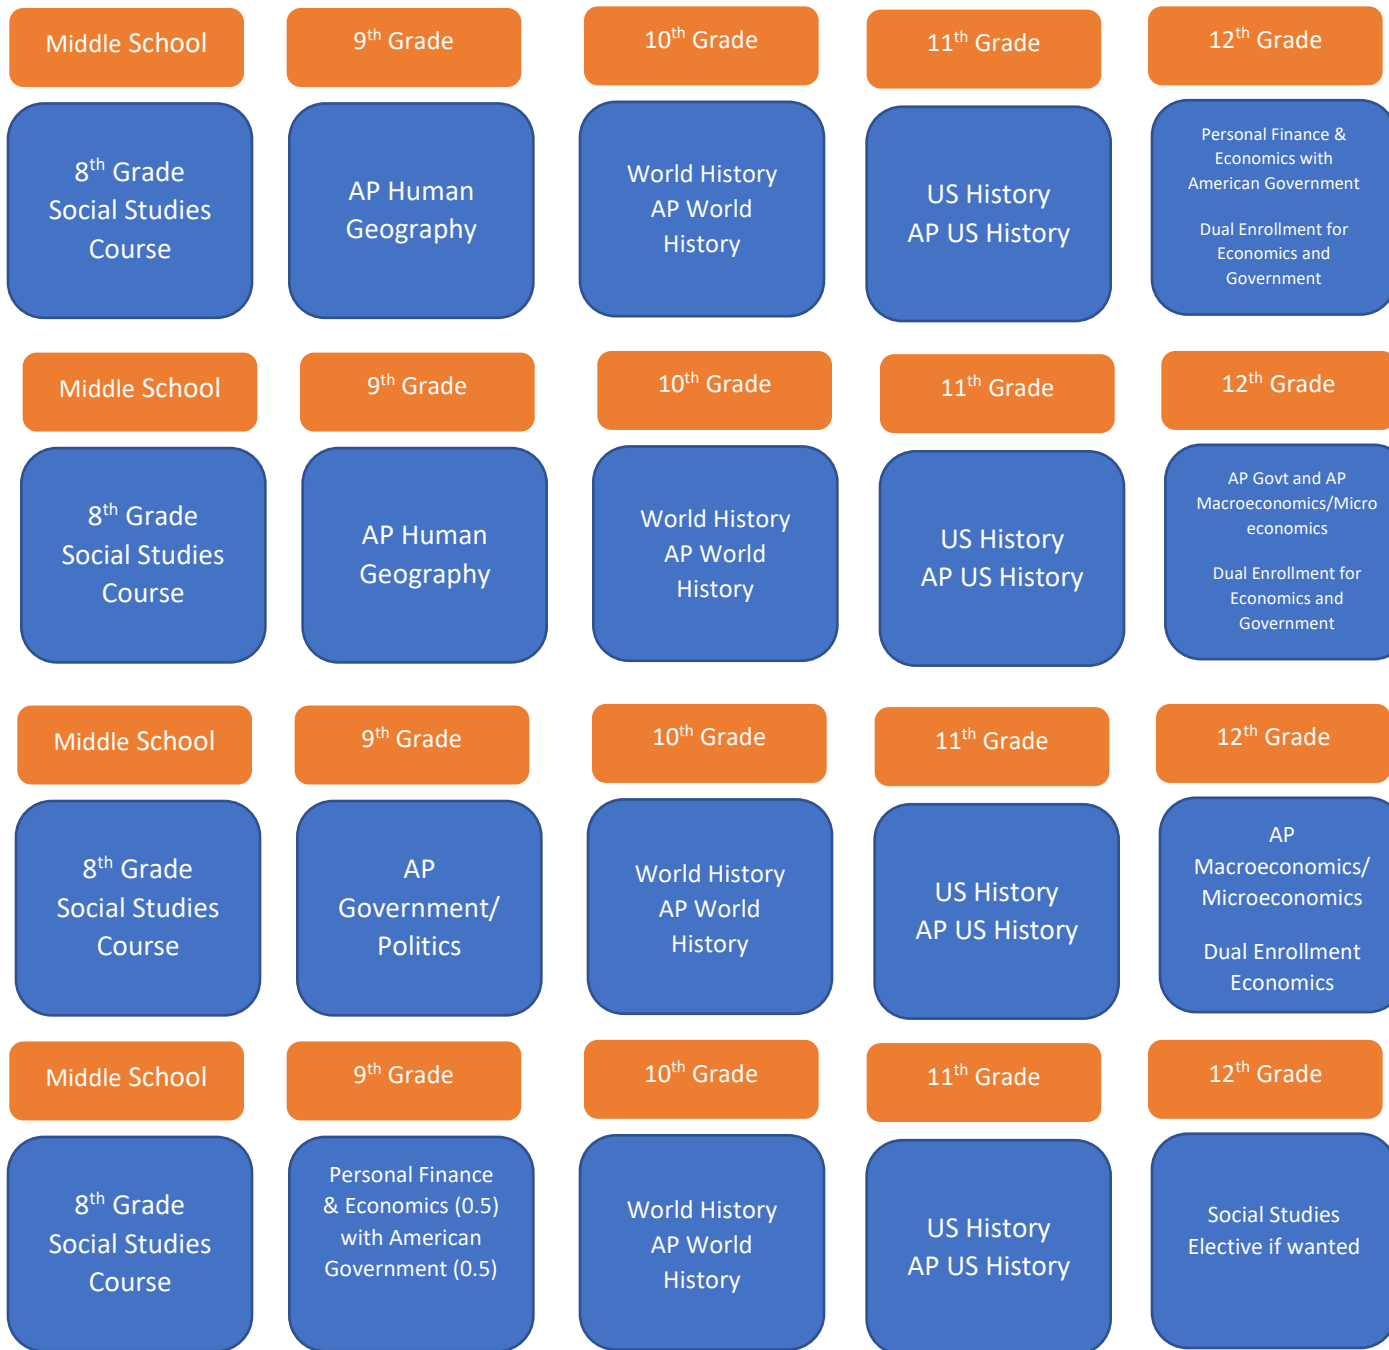 Middle School
9th Grade
10th Grade
11th Grade
12th Grade
8th Grade
Social Studies
Course
AP Human
Geography
World History
AP World
History
US History
AP US History
Personal Finance &
Economics with
American Government
Dual Enrollment for
Economics and
Government
Middle School
9th Grade
10th Grade
11th Grade
12th Grade
8th Grade
Social Studies
Course
AP Human
Geography
World History
AP World
History
US History
AP US History
AP Govt and AP
Macroeconomics/Micro
economics
Dual Enrollment for
Economics and
Government
Middle School
9th Grade
10th Grade
11th Grade
12th Grade
8th Grade
Social Studies
Course
AP
Government/
Politics
World History
AP World
History
US History
AP US History
AP
Macroeconomics/
Microeconomics
Dual Enrollment
Economics
Middle School
9th Grade
10th Grade
11th Grade
12th Grade
8th Grade
Social Studies
Course
Personal Finance
& Economics (0.5)
with American
Government (0.5)
World History
AP World
History
US History
AP US History
Social Studies
Elective if wanted